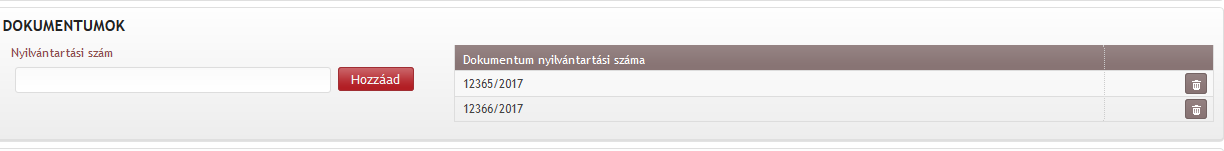 DOKUMENTUMOK
Nyilvántartási szám
Hozzáad
Dokumentum nyilvántartási száma
12365/2017
12366/2017